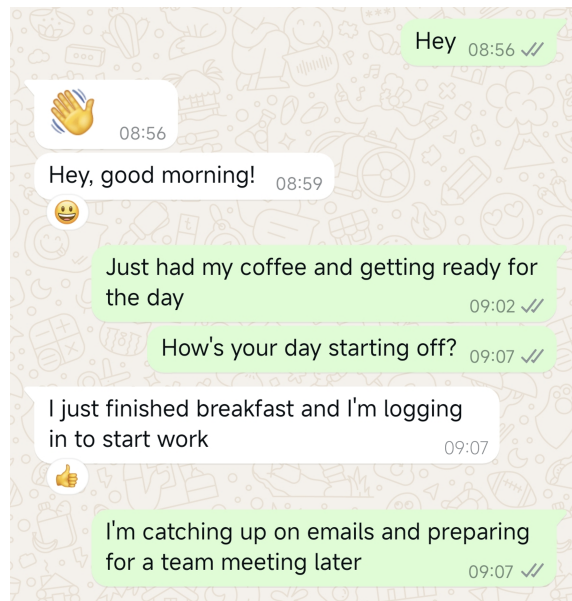 Hey 08:56
👋
08:56
Hey, good morning! 08:59
😃
Just had my coffee and getting ready for
the day 09:02
How's your day starting off? 09:07
I just finished breakfast and I'm logging
in to start work 09:07
👍
I'm catching up on emails and preparing
for a team meeting later 09:07